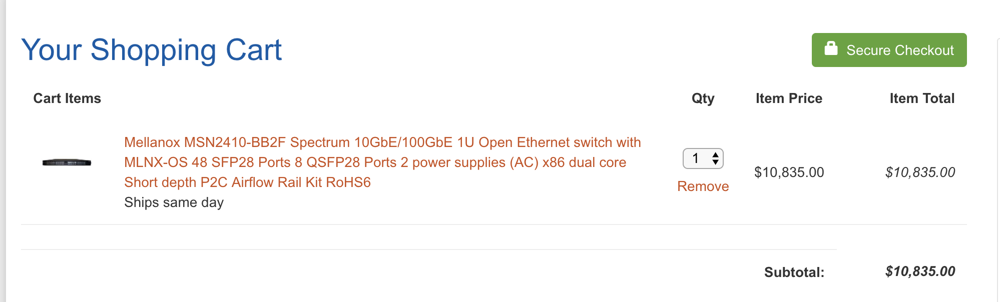 Your Shopping Cart
Secure Checkout
Cart Items Qty Item Price Item Total
Mellanox MSN2410-BB2F Spectrum 10GbE/100GbE 1U Open Ethernet switch with
MLNX-OS 48 SFP28 Ports 8 QSFP28 Ports 2 power supplies (AC) x86 dual core
Short depth P2C Airflow Rail Kit RoHS6
Ships same day
1
Remove
$10,835.00
$10,835.00
Subtotal: $10,835.00